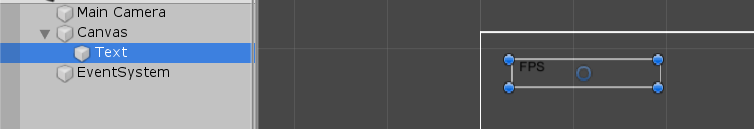 Main Camera
Canvas
Text
EventSystem
FPS